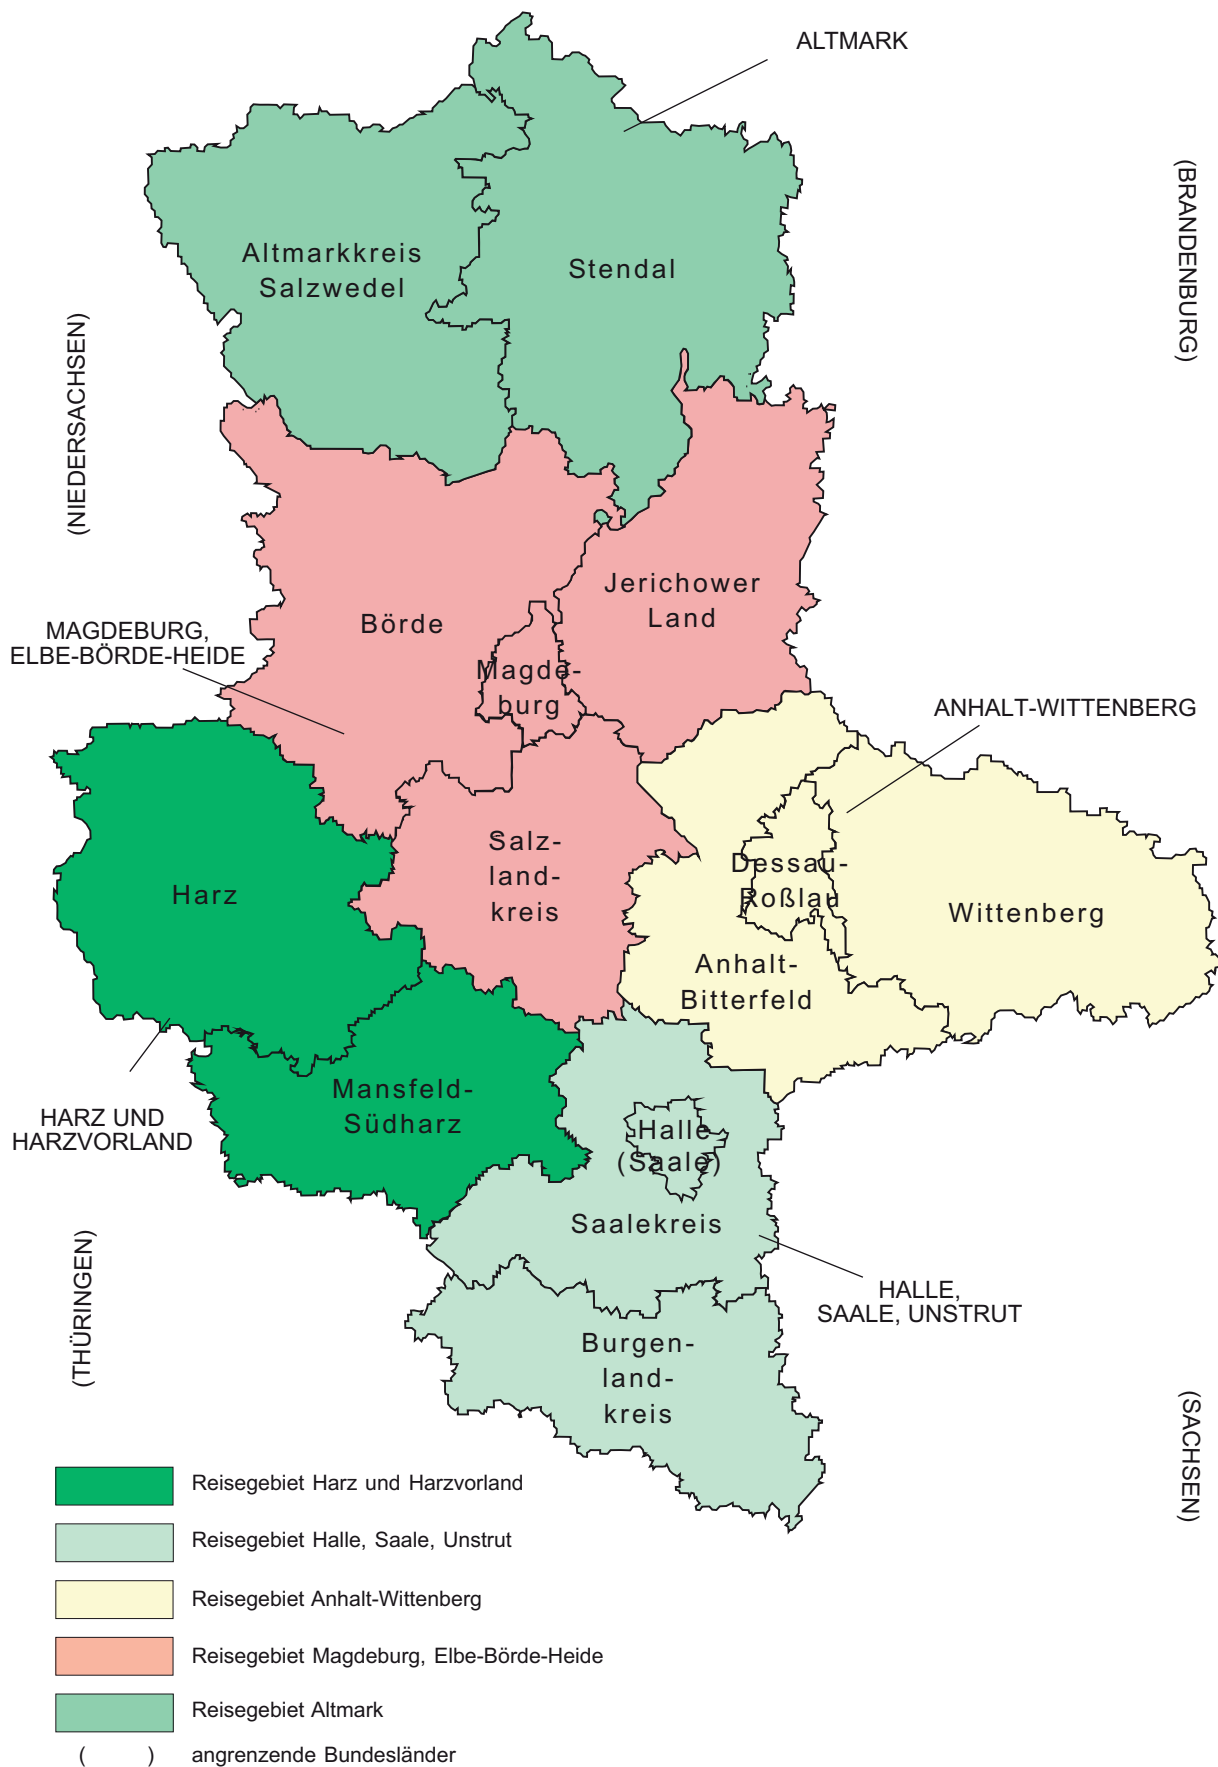 ALTMARK
(BRANDENBURG)
Altmarkkreis
Salzwedel
Stendal
(NIEDERSACHSEN)
Jerichower
Land
Börde
MAGDEBURG,
ELBE-BÖRDE-HEIDE
Magde-
burg
ANHALT-WITTENBERG
Salz-
land-
kreis
Dessau-
Roßlau
Harz
Wittenberg
Anhalt-
Bitterfeld
Mansfeld-
Südharz
HARZ UND
HARZVORLAND
Halle
(Saale)
Saalekreis
(THÜRINGEN)
HALLE,
SAALE, UNSTRUT
Burgen-
land-
kreis
(SACHSEN)
Reisegebiet Harz und Harzvorland
Reisegebiet Halle, Saale, Unstrut
Reisegebiet Anhalt-Wittenberg
Reisegebiet Magdeburg, Elbe-Börde-Heide
Reisegebiet Altmark
( ) angrenzende Bundesländer